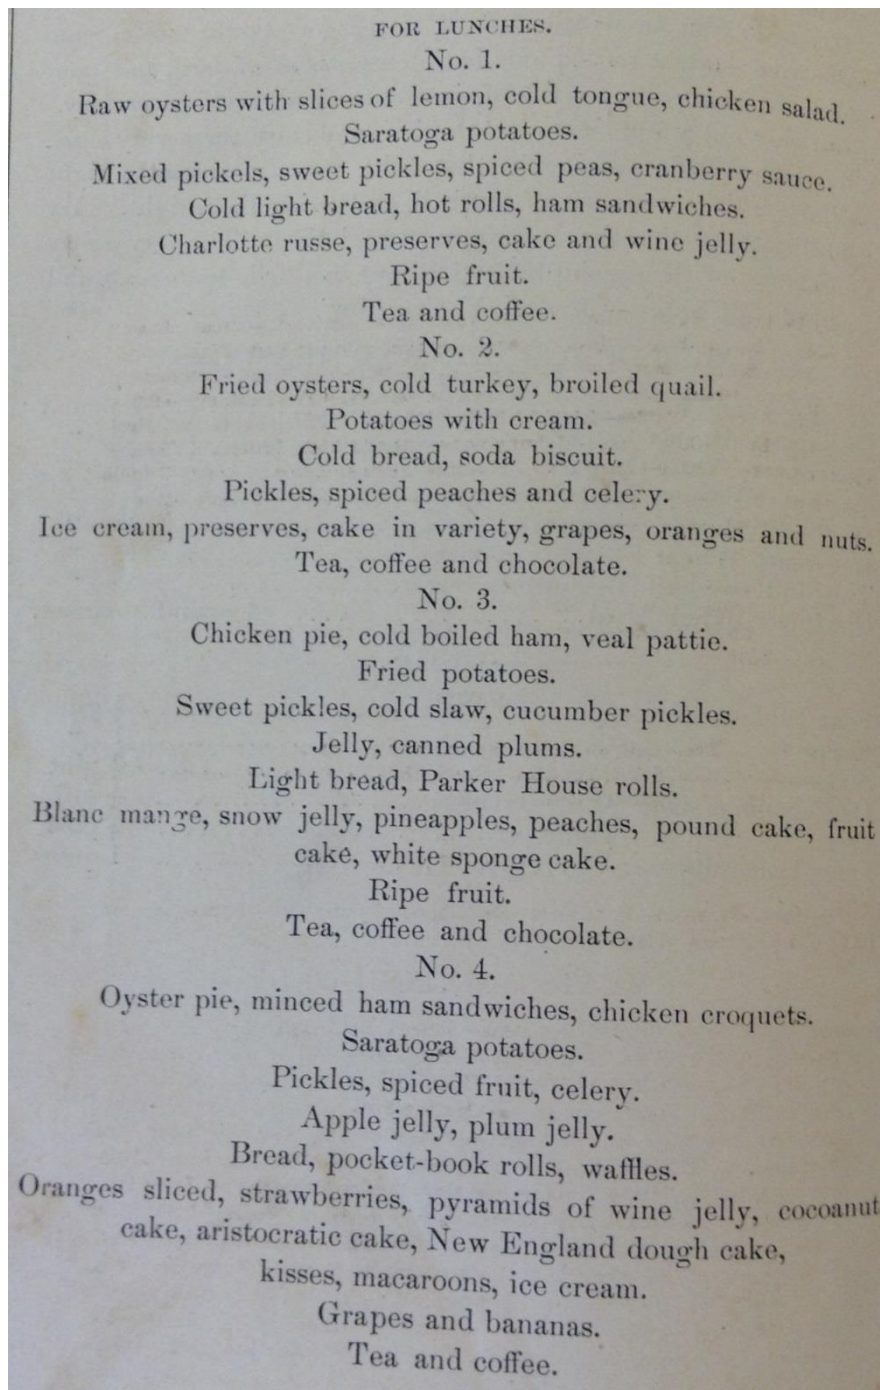 FOR LUNCHES.
No. 1.
Raw oysters with slices of lemon, cold tongue, chicken salad.
Saratoga potatoes.
Mixed pickels, sweet pickles, spiced peas, cranberry sauce.
Cold light bread, hot rolls, ham sandwiches.
Charlotte russe, preserves, cake and wine jelly.
Ripe fruit.
Tea and coffee.
No. 2.
Fried oysters, cold turkey, broiled quail.
Potatoes with cream.
Cold bread, soda biscuit.
Pickles, spiced peaches and celery.
Ice cream, preserves, cake in variety, grapes, oranges and nuts.
Tea, coffee and chocolate.
No. 3.
Chicken pie, cold boiled ham, veal pattie.
Fried potatoes.
Sweet pickles, cold slaw, cucumber pickles.
Jelly, canned plums.
Light bread, Parker House rolls.
Blanc mange, snow jelly, pineapples, peaches, pound cake, fruit
cake, white sponge cake.
Ripe fruit.
Tea, coffee and chocolate.
No. 4.
Oyster pie, minced ham sandwiches, chicken croquets.
Saratoga potatoes.
Pickles, spiced fruit, celery.
Apple jelly, plum jelly.
Bread, pocket-book rolls, waffles.
Oranges sliced, strawberries, pyramids of wine jelly, cocoanut
cake, aristocratic cake, New England dough cake,
kisses, macaroons, ice cream.
Grapes and bananas.
Tea and coffee.